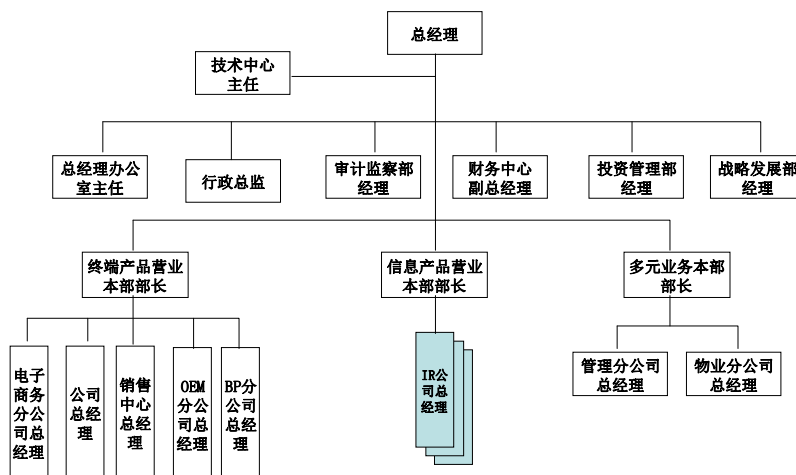 总经理
技术中心
主任
总经理办公
室主任
行政总监
审计监察部
经理
财务中心
副总经理
投资管理部
经理
战略发展部
经理
终端产品营业
本部部长
信息产品营业
本部部长
多元业务本部
部长
电子
商务
分公
司总
经理
公司
总经
理
销售
中心
总经
理
OEM
分公
司总
经理
BP分
公司
总经
理
IR公
司总
经理
管理分公司
总经理
物业分公司
总经理